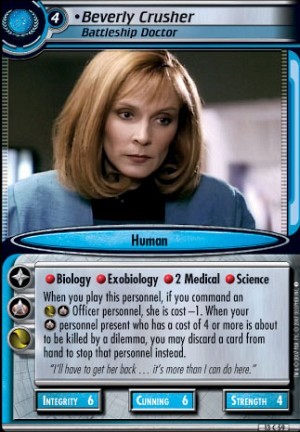 4
•Beverly Crusher
Battleship Doctor
Human
Biology Exobiology 2 Medical Science
When you play this personnel, if you command an
Officer personnel, she is cost -1. When your
personnel present who has a cost of 4 or more is about
to be killed by a dilemma, you may discard a card from
hand to stop that personnel instead.
"I'll have to get her back ... it's more than I can do here."
INTEGRITY 6 CUNNING 6 STRENGTH 4
13 C 59